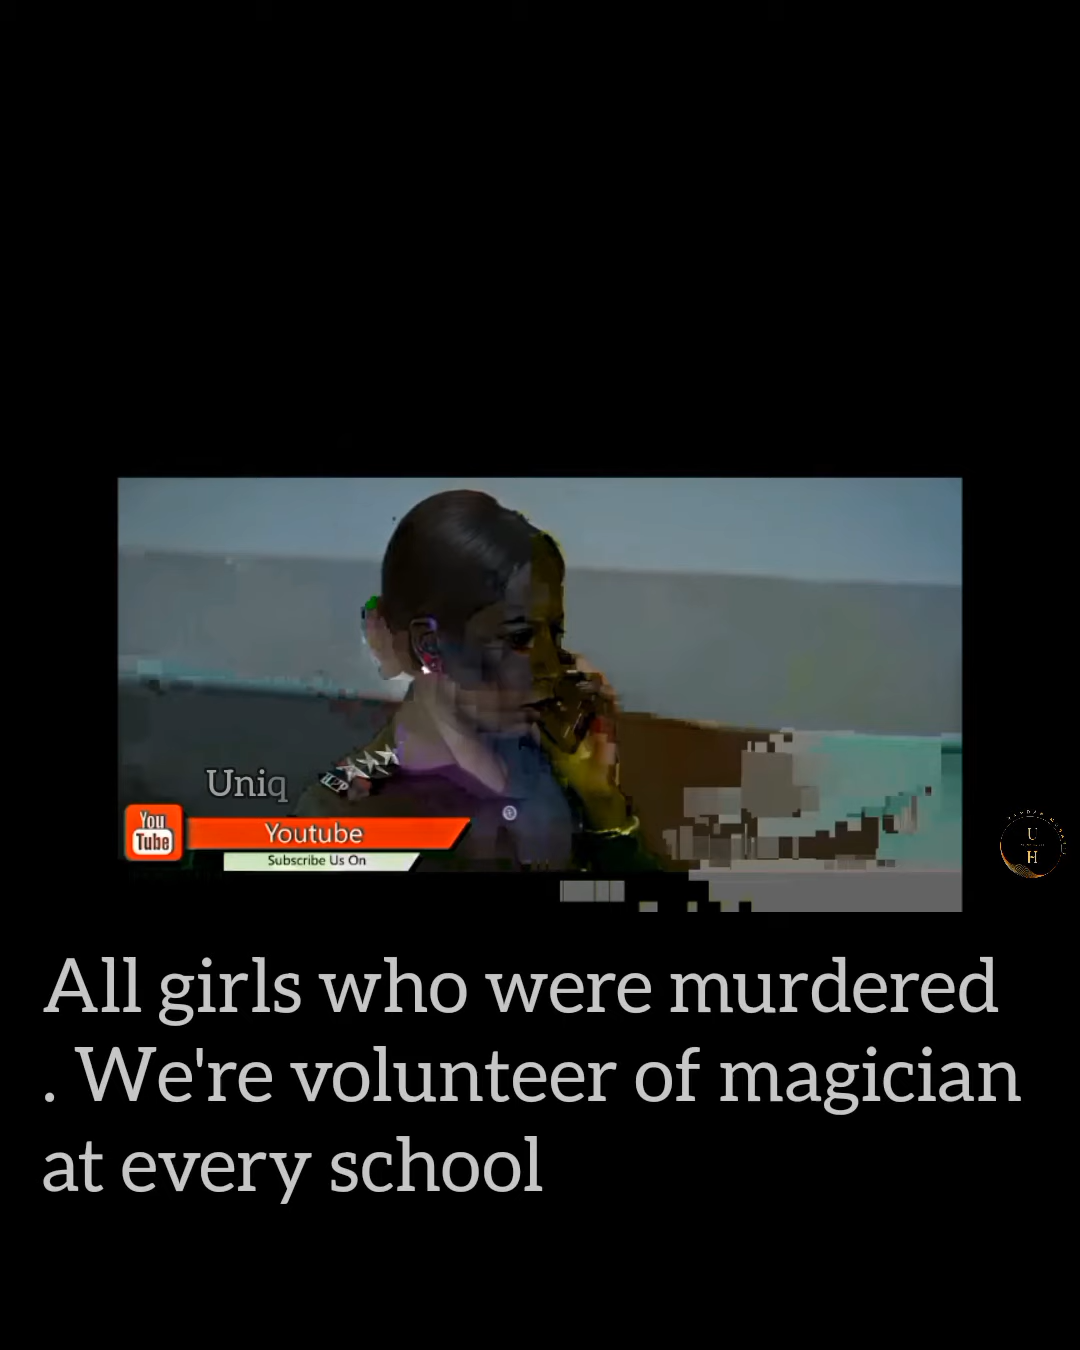 Uniq
You
Tube
Youtube
Subscribe Us On
U
H
All girls who were murdered
. We're volunteer of magician
at every school